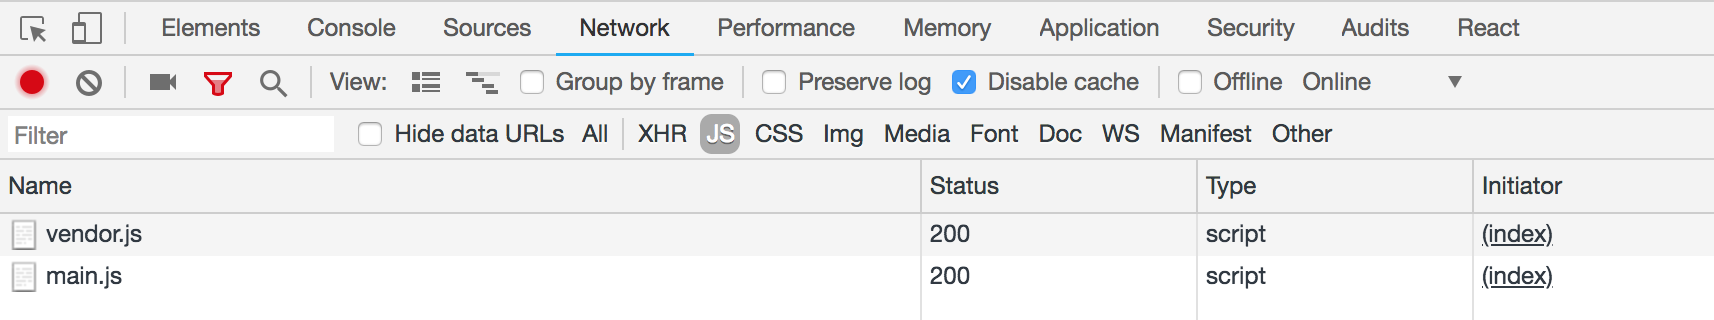 Elements Console Sources Network Performance Memory Application Security Audits React
View: Group by frame Preserve log Disable cache Offline Online
Filter Hide data URLs All XHR JS CSS Img Media Font Doc WS Manifest Other
Name Status Type Initiator
vendor.js 200 script (index)
main.js 200 script (index)